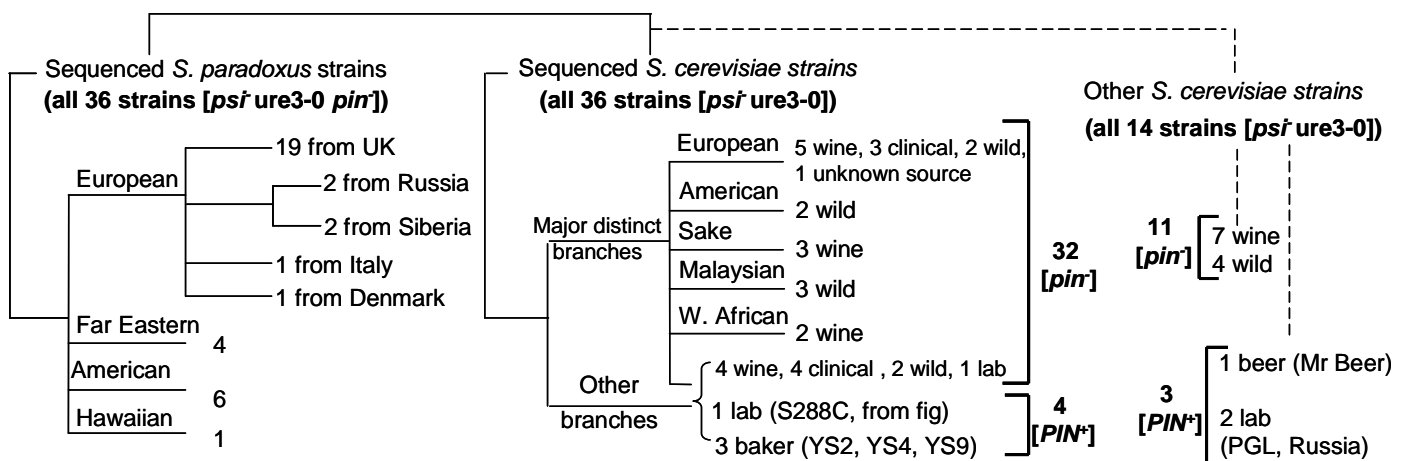 Sequenced S. paradoxus strains
(all 36 strains [psi- ure3-0 pin-])
European
19 from UK
2 from Russia
2 from Siberia
1 from Italy
1 from Denmark
Far Eastern
4
American
6
Hawaiian
1
Sequenced S. cerevisiae strains
(all 36 strains [psi- ure3-0])
Major distinct
branches
European
5 wine, 3 clinical, 2 wild,
1 unknown source
American
2 wild
Sake
3 wine
Malaysian
3 wild
W. African
2 wine
32
[pin-]
Other
branches
4 wine, 4 clinical , 2 wild, 1 lab
1 lab (S288C, from fig)
3 baker (YS2, YS4, YS9)
4
[PIN+]
Other S. cerevisiae strains
(all 14 strains [psi- ure3-0])
11
[pin-]
7 wine
4 wild
3
[PIN+]
1 beer (Mr Beer)
2 lab
(PGL, Russia)